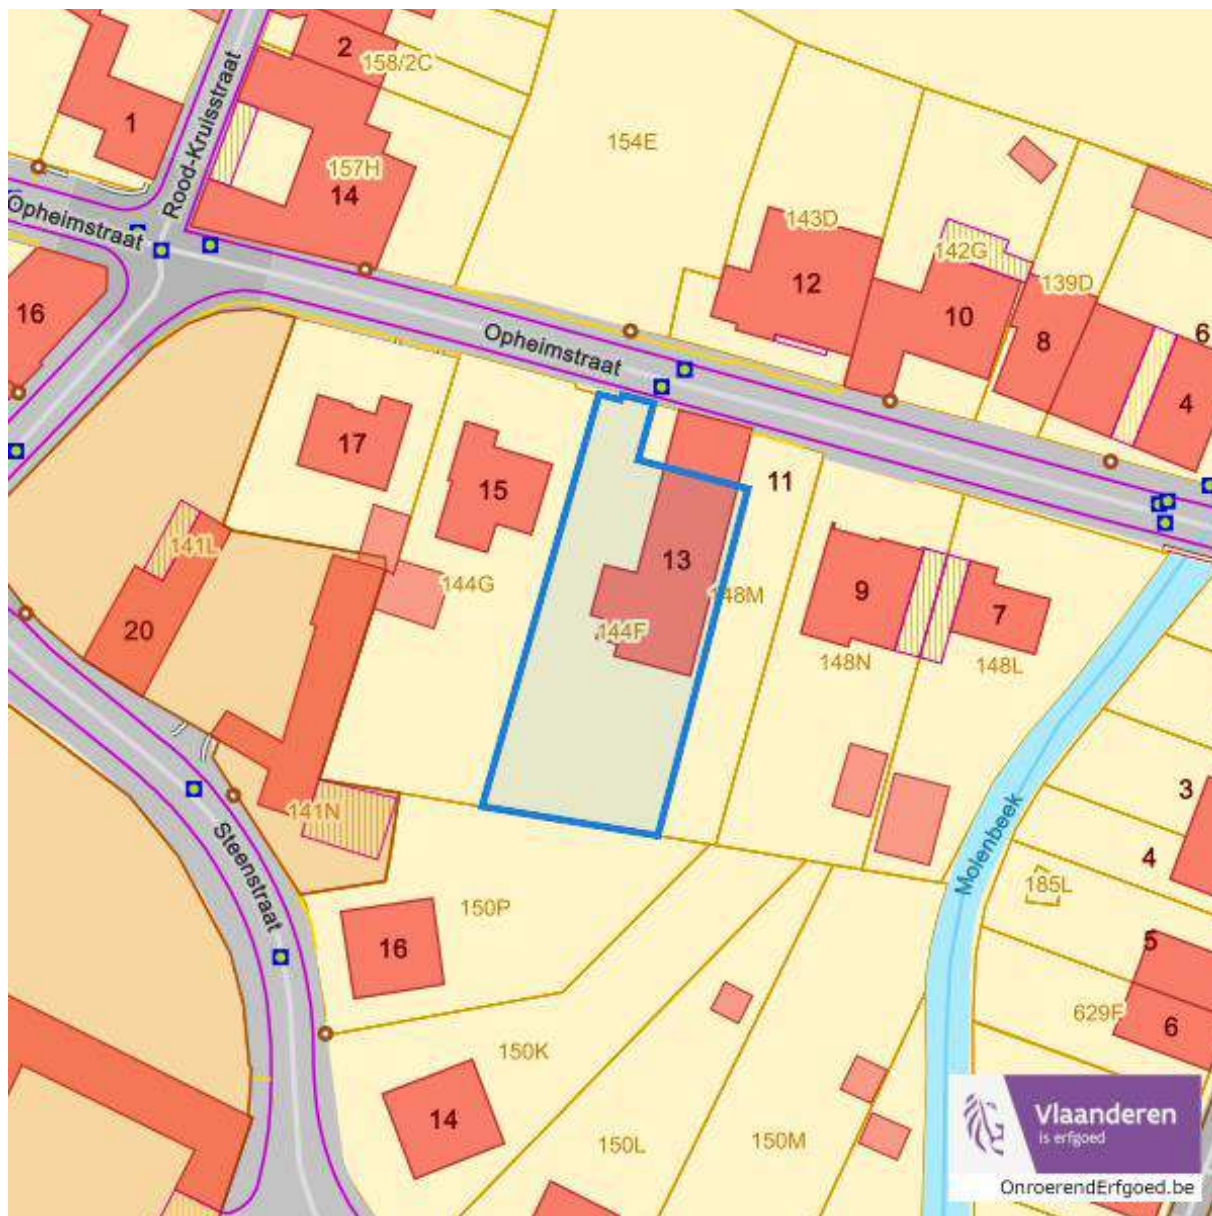 2
158/2C
Rood-Kruisstraat
1
154E
157H
14
Opheimstraat
143D
142G
12
139D
10
16
8
6
Opheimstraat
4
17
15
11
141L
13
144G
148M
9
7
20
144F
148N
148L
3
141N
Steenstraat
Molenbeek
4
185L
150P
16
5
629F
6
150K
14
150L
150M
Vlaanderen
is erfgoed
OnroerendErfgoed.be